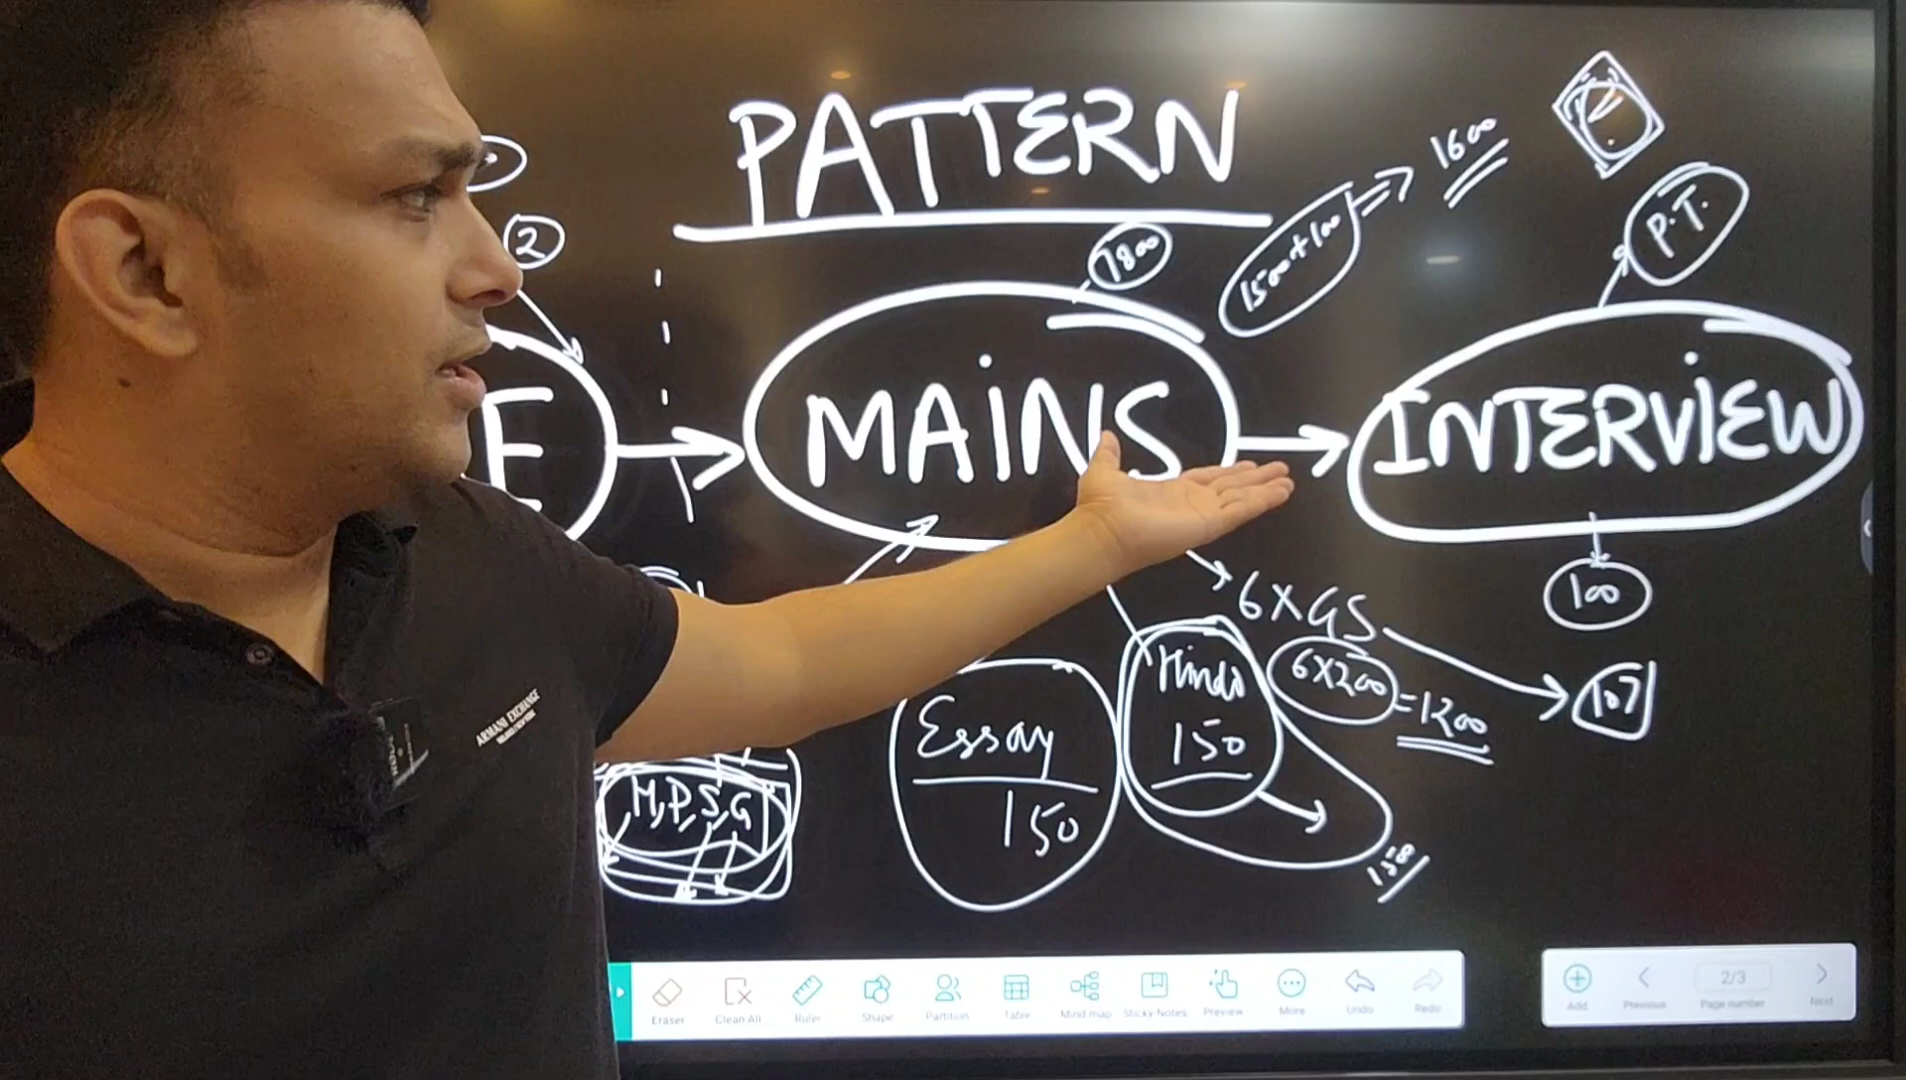 PATTERN
1600
P.T.
2
1800
1500+100
E
MAINS
INTERVIEW
100
6XGS
Hindi
150
6X200
=1200
Essay
150
M,P,S,G
1500
ARMANI EXCHANGE
Eraser
Clean All
Ruler
Shape
Partition
Table
Mind map
Sticky Notes
Preview
More
Undo
Redo
Add
Previous
2/3
Page number
Next